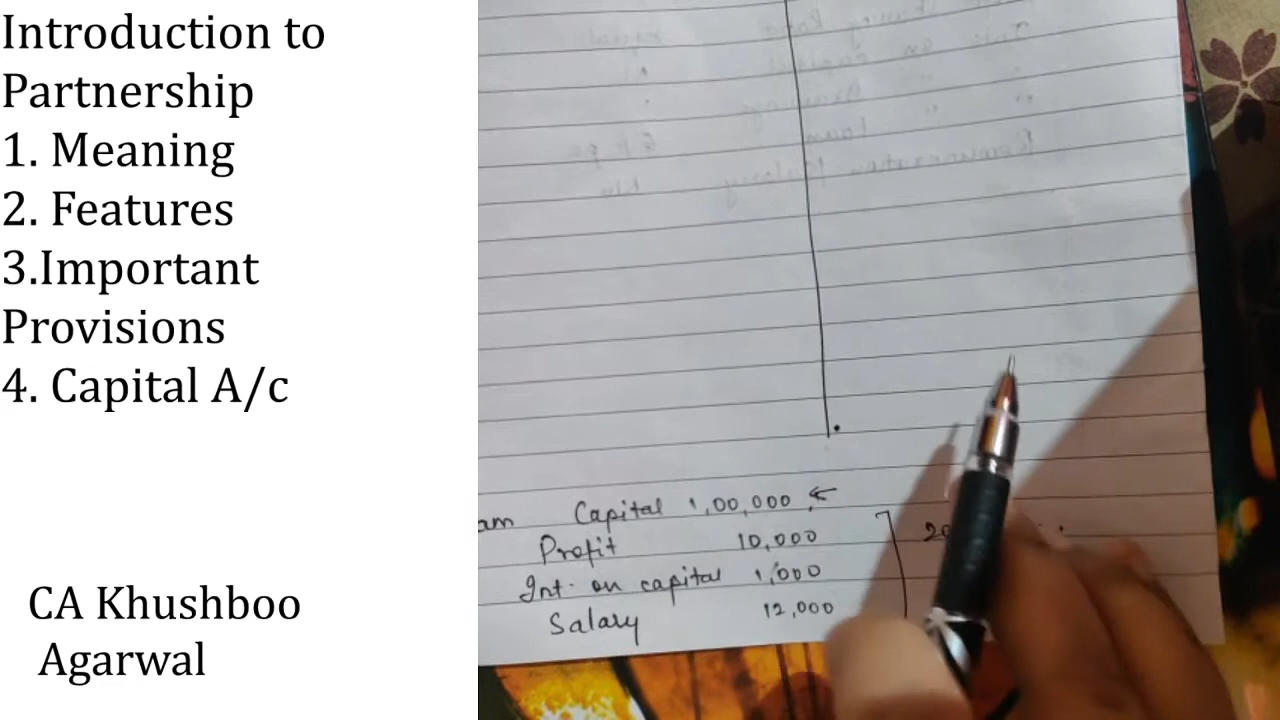 Introduction to
Partnership
1. Meaning
2. Features
3.Important
Provisions
4. Capital A/c
CA Khushboo
Agarwal
am Capital 1,00,000
Profit 10,000
Int. on capital 1,000
Salary 12,000